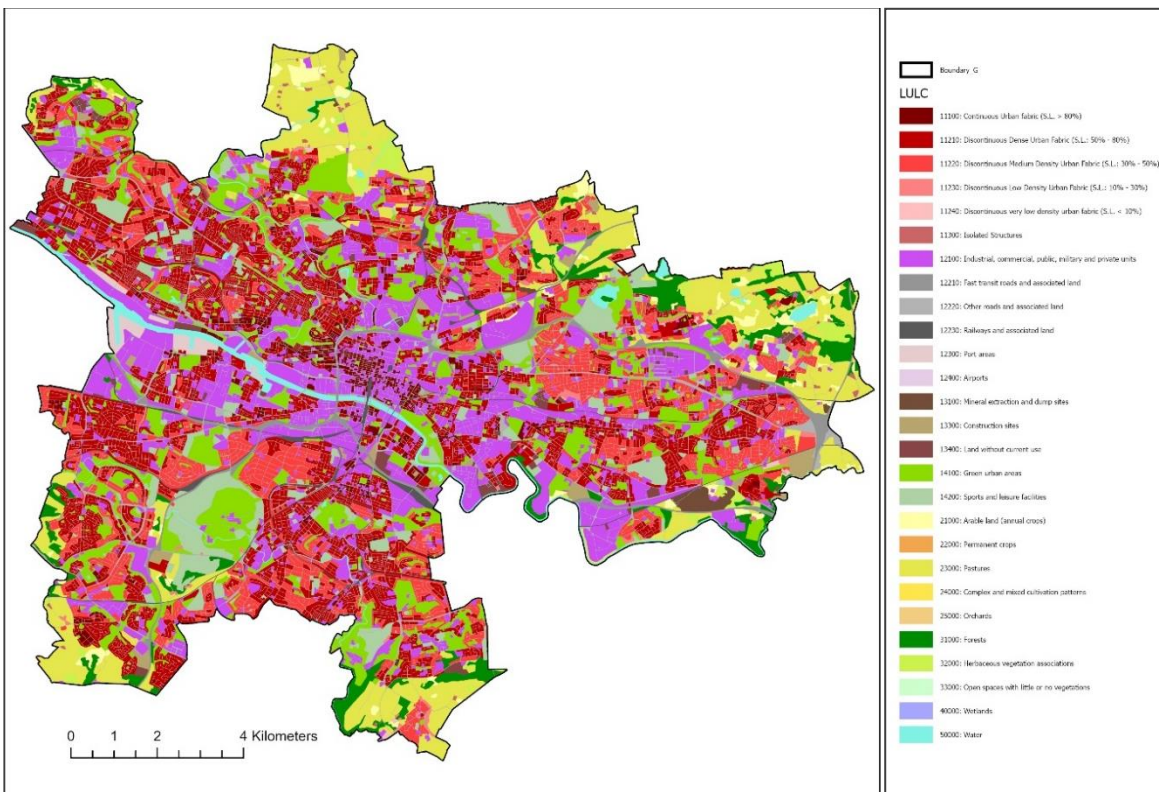 Boundary_G
LULC
11100: Continuous Urban fabric (S.L. > 80%)
11210: Discontinuous Dense Urban Fabric (S.L.: 50% - 80%)
11220: Discontinuous Medium Density Urban Fabric (S.L.: 30% - 50%)
11230: Discontinuous Low Density Urban Fabric (S.L.: 10% - 30%)
11240: Discontinuous very low density urban fabric (S.L. < 10%)
11300: Isolated Structures
12100: Industrial, commercial, public, military and private units
12210: Fast transit roads and associated land
12220: Other roads and associated land
12230: Railways and associated land
12300: Port areas
12400: Airports
13100: Mineral extraction and dump sites
13300: Construction sites
13400: Land without current use
14100: Green urban areas
14200: Sports and leisure facilities
21000: Arable land (annual crops)
22000: Permanent crops
23000: Pastures
24000: Complex and mixed cultivation patterns
25000: Orchards
31000: Forests
32000: Herbaceous vegetation associations
33000: Open spaces with little or no vegetations
40000: Wetlands
50000: Water
0 1 2 4 Kilometers